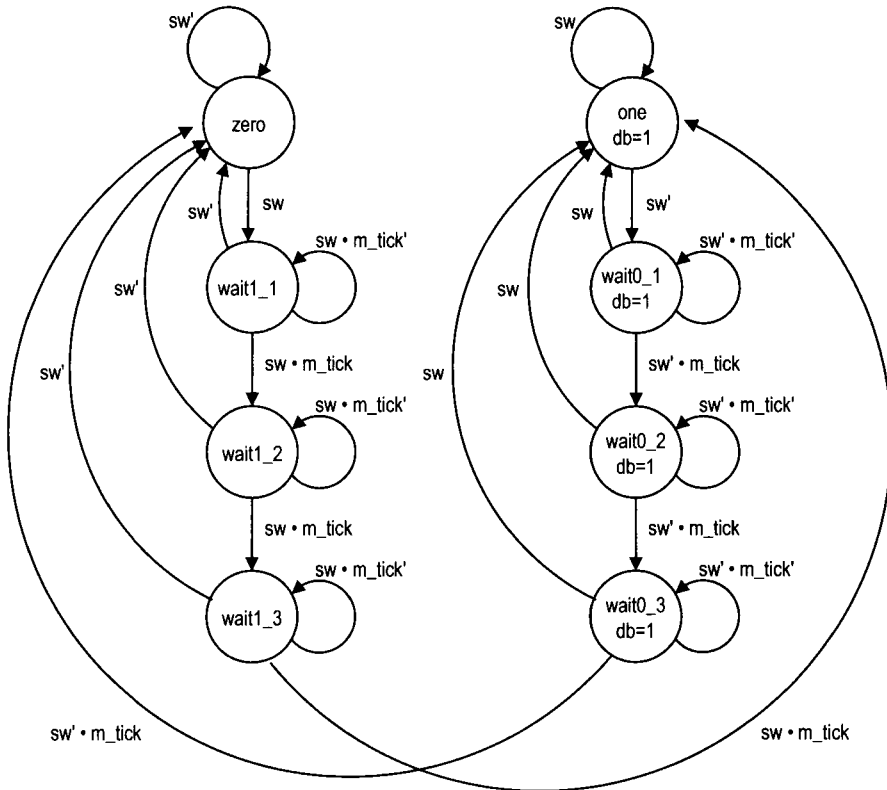 sw'
sw
zero
one
db=1
sw'
sw
sw
sw'
sw • m_tick'
sw' • m_tick'
wait1_1
wait0_1
db=1
sw'
sw
sw • m_tick
sw' • m_tick
sw'
sw
sw • m_tick'
sw' • m_tick'
wait1_2
wait0_2
db=1
sw • m_tick
sw' • m_tick
sw • m_tick'
sw' • m_tick'
wait1_3
wait0_3
db=1
sw' • m_tick
sw • m_tick